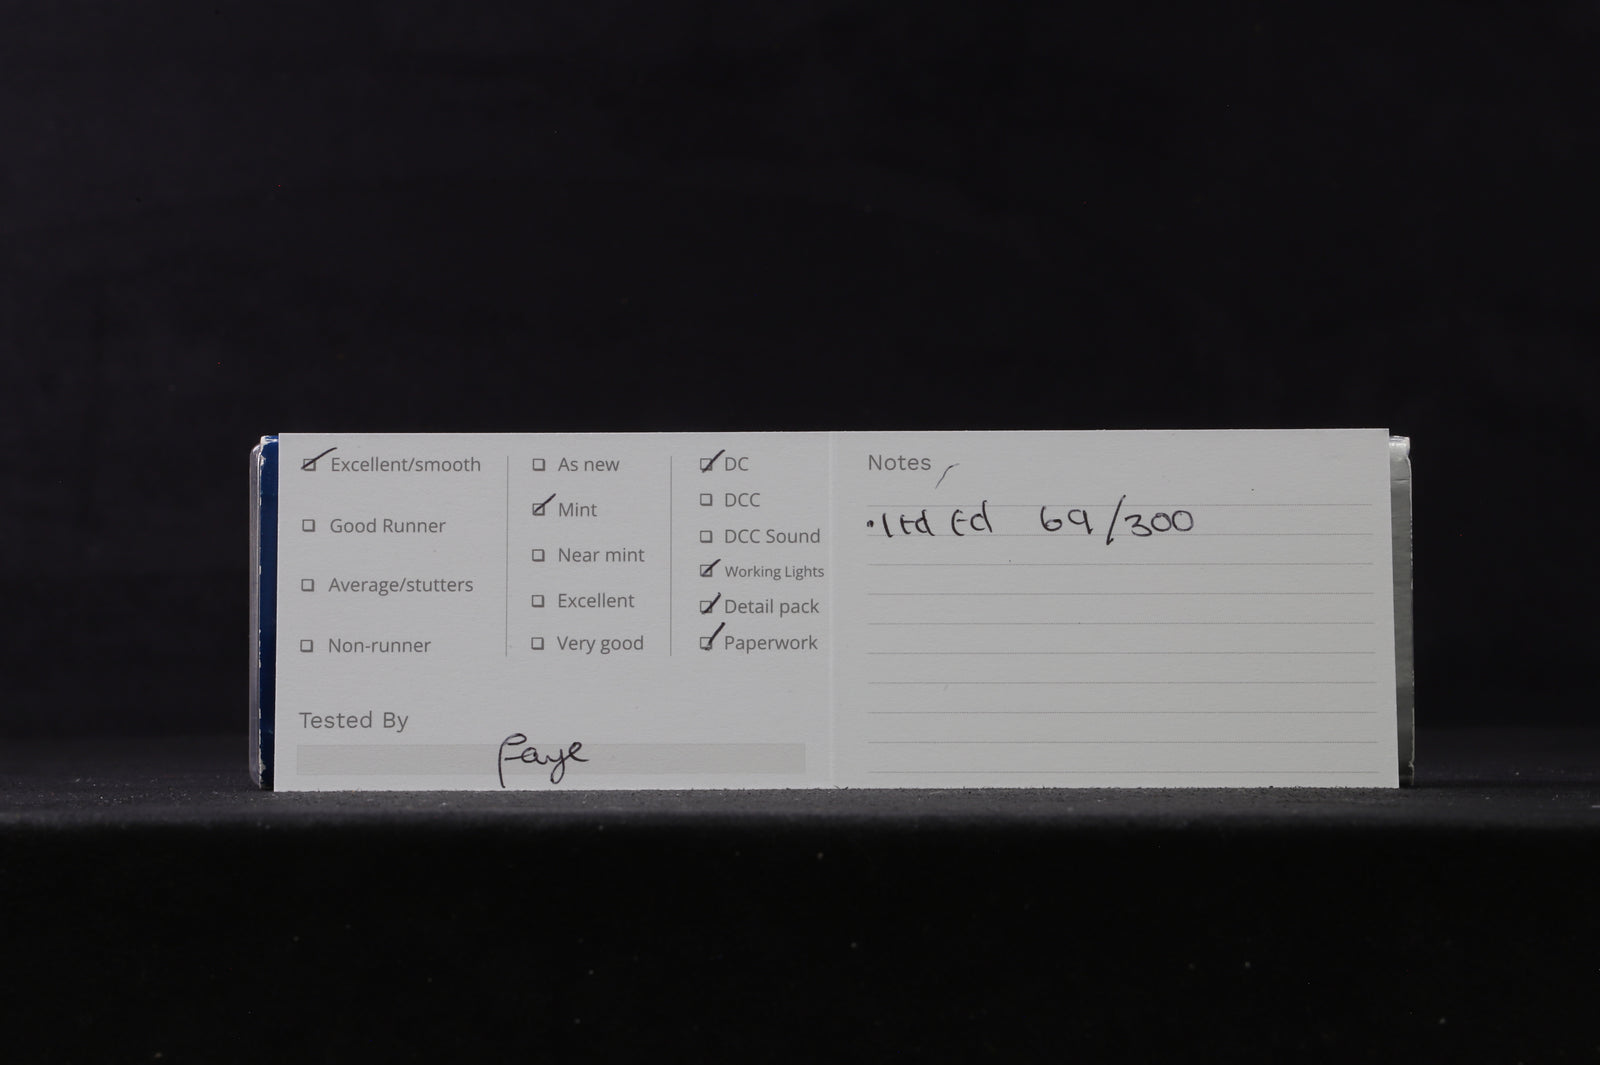 ☑ Excellent/smooth
☐ Good Runner
☐ Average/stutters
☐ Non-runner
☐ As new
☑ Mint
☐ Near mint
☐ Excellent
☐ Very good
☑ DC
☐ DCC
☐ DCC Sound
☑ Working Lights
☑ Detail pack
☑ Paperwork
Tested By
Faye
Notes
• Ltd Ed 69/300